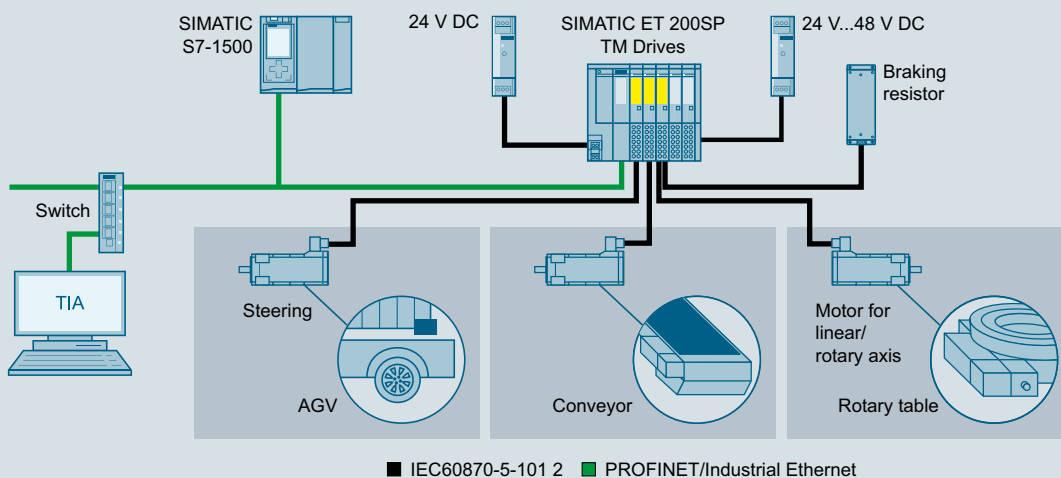 SIMATIC
S7-1500
24 V DC
SIMATIC ET 200SP
TM Drives
24 V...48 V DC
Braking
resistor
Switch
TIA
Steering
AGV
Conveyor
Motor for
linear/
rotary axis
Rotary table
IEC60870-5-101 2
PROFINET/Industrial Ethernet